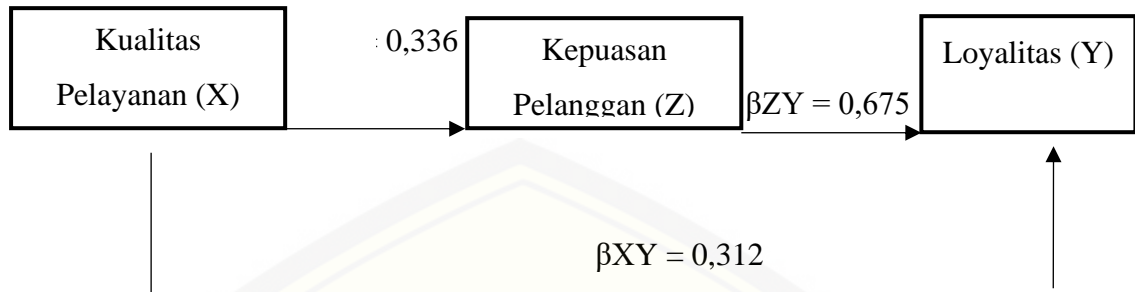 Kualitas
Pelayanan (X)
: 0,336
Kepuasan
Pelanggan (Z)
βZY = 0,675
Loyalitas (Y)
βXY = 0,312